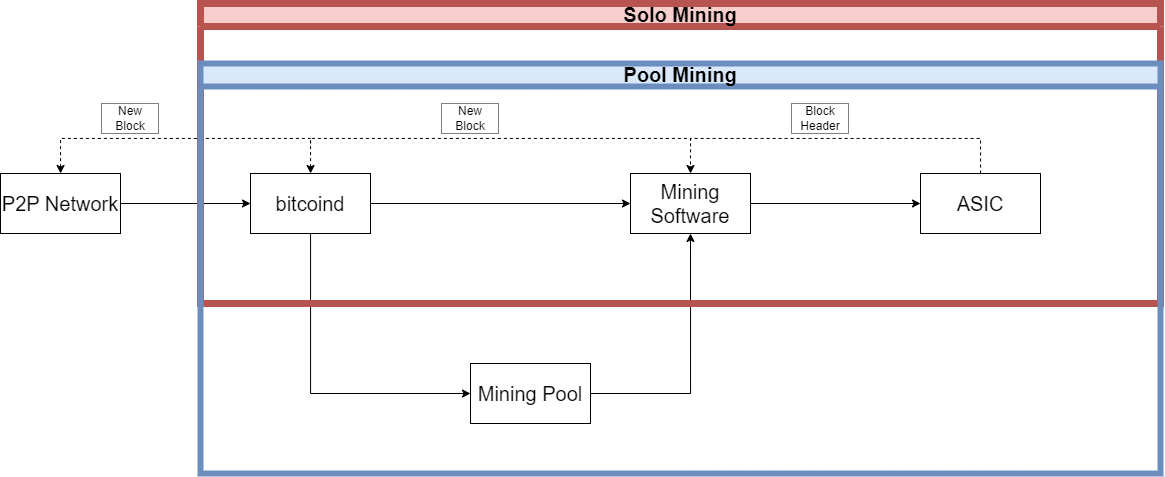 Solo Mining
Pool Mining
New
Block
New
Block
Block
Header
P2P Network
bitcoind
Mining
Software
ASIC
Mining Pool